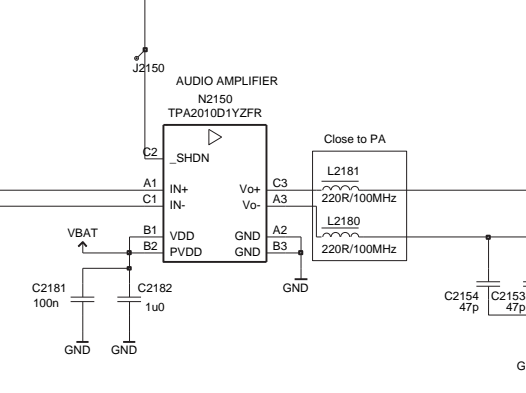 J2150
AUDIO AMPLIFIER
N2150
TPA2010D1YZFR
Close to PA
C2
_SHDN
L2181
A1
IN+
Vo+
C3
220R/100MHz
C1
IN-
Vo-
A3
L2180
VBAT
B1
VDD
GND
A2
B2
PVDD
GND
B3
220R/100MHz
GND
C2181
100n
C2182
1u0
C2154
47p
C2153
47p
GND
GND
G